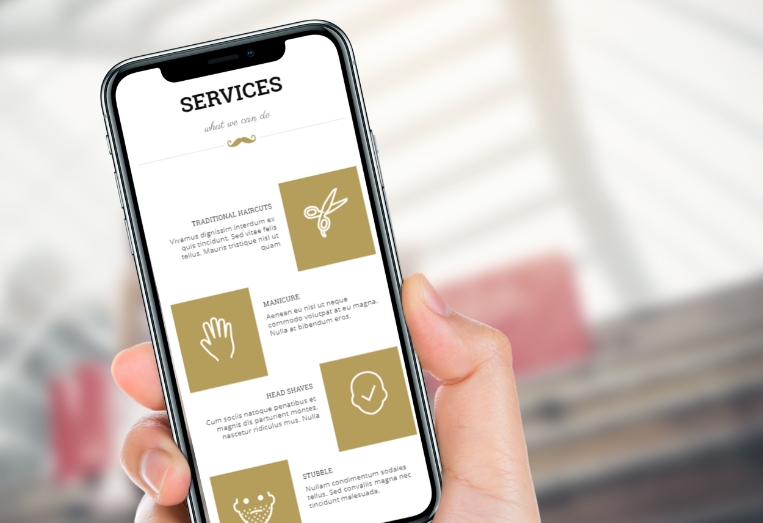 SERVICES
what we can do
TRADITIONAL HAIRCUTS
Vivamus dignissim interdum ex
quis tincidunt. Sed vitae felis
tellus. Mauris tristique nisl ut
quam
MANICURE
Aenean eu nisl ut neque
commodo volutpat at eu magna.
Nulla at bibendum eros.
HEAD SHAVES
Cum sociis natoque penatibus et
magnis dis parturient montes,
nascetur ridiculus mus. Nulla
STUBBLE
Nullam condimentum sodales
tellus. Sed convallis magna nec
tincidunt malesuada.